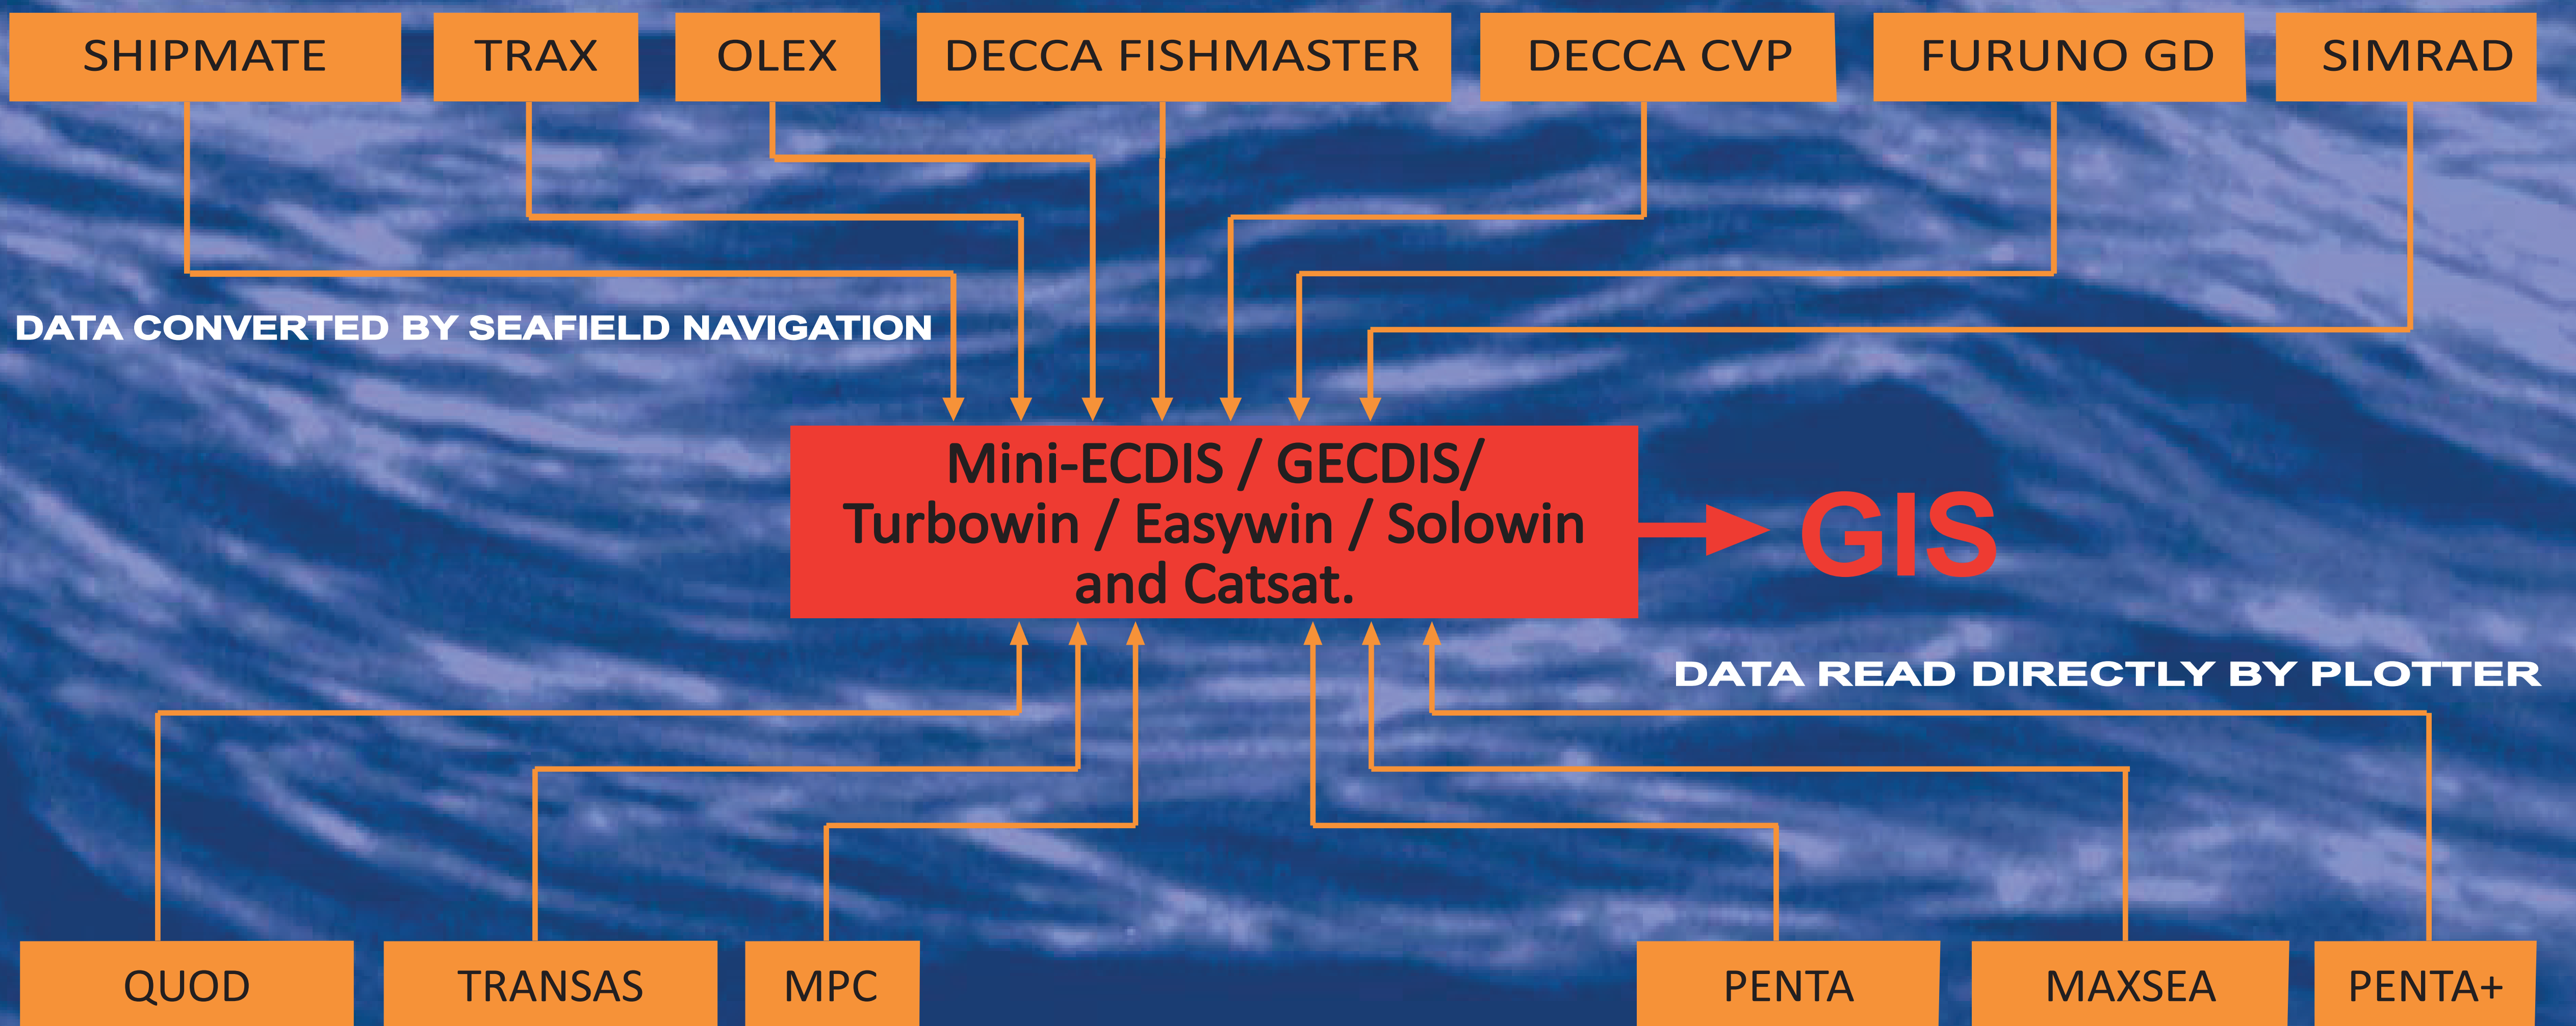 SHIPMATE
TRAX
OLEX
DECCA FISHMASTER
DECCA CVP
FURUNO GD
SIMRAD
DATA CONVERTED BY SEAFIELD NAVIGATION
Mini-ECDIS / GECDIS/
Turbowin / Easywin / Solowin
and Catsat.
GIS
DATA READ DIRECTLY BY PLOTTER
QUOD
TRANSAS
MPC
PENTA
MAXSEA
PENTA+